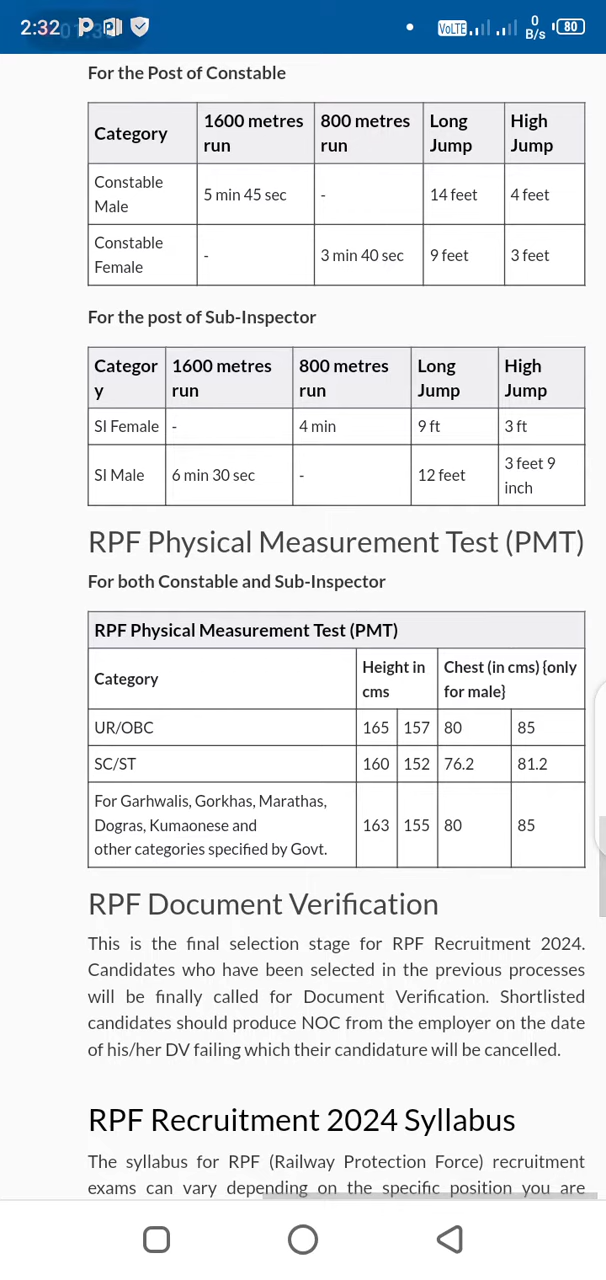 2:32
VoLTE 0 B/s 80
For the Post of Constable
Category 1600 metres run 800 metres run Long Jump High Jump
Constable Male 5 min 45 sec - 14 feet 4 feet
Constable Female - 3 min 40 sec 9 feet 3 feet
For the post of Sub-Inspector
Category 1600 metres run 800 metres run Long Jump High Jump
SI Female - 4 min 9 ft 3 ft
SI Male 6 min 30 sec - 12 feet 3 feet 9 inch
RPF Physical Measurement Test (PMT)
For both Constable and Sub-Inspector
RPF Physical Measurement Test (PMT)
Category Height in cms Chest (in cms) {only for male}
UR/OBC 165 157 80 85
SC/ST 160 152 76.2 81.2
For Garhwalis, Gorkhas, Marathas,
Dogras, Kumaonese and
other categories specified by Govt. 163 155 80 85
RPF Document Verification
This is the final selection stage for RPF Recruitment 2024.
Candidates who have been selected in the previous processes
will be finally called for Document Verification. Shortlisted
candidates should produce NOC from the employer on the date
of his/her DV failing which their candidature will be cancelled.
RPF Recruitment 2024 Syllabus
The syllabus for RPF (Railway Protection Force) recruitment
exams can vary depending on the specific position you are